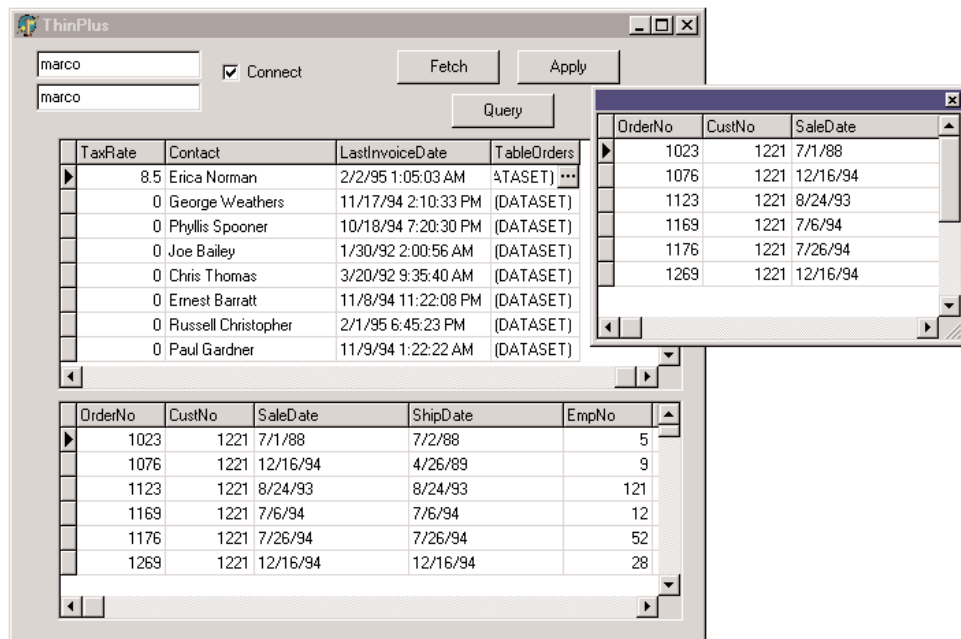 ThinPlus
marco
Connect
Fetch
Apply
marco
Query
TaxRate Contact LastInvoiceDate TableOrders
8.5 Erica Norman 2/2/95 1:05:03 AM ATASET) ...
0 George Weathers 11/17/94 2:10:33 PM (DATASET)
0 Phyllis Spooner 10/18/94 7:20:30 PM (DATASET)
0 Joe Bailey 1/30/92 2:00:56 AM (DATASET)
0 Chris Thomas 3/20/92 9:35:40 AM (DATASET)
0 Ernest Barratt 11/8/94 11:22:08 PM (DATASET)
0 Russell Christopher 2/1/95 6:45:23 PM (DATASET)
0 Paul Gardner 11/9/94 1:22:22 AM (DATASET)
OrderNo CustNo SaleDate
1023 1221 7/1/88
1076 1221 12/16/94
1123 1221 8/24/93
1169 1221 7/6/94
1176 1221 7/26/94
1269 1221 12/16/94
OrderNo CustNo SaleDate ShipDate EmpNo
1023 1221 7/1/88 7/2/88 5
1076 1221 12/16/94 4/26/89 9
1123 1221 8/24/93 8/24/93 121
1169 1221 7/6/94 7/6/94 12
1176 1221 7/26/94 7/26/94 52
1269 1221 12/16/94 12/16/94 28